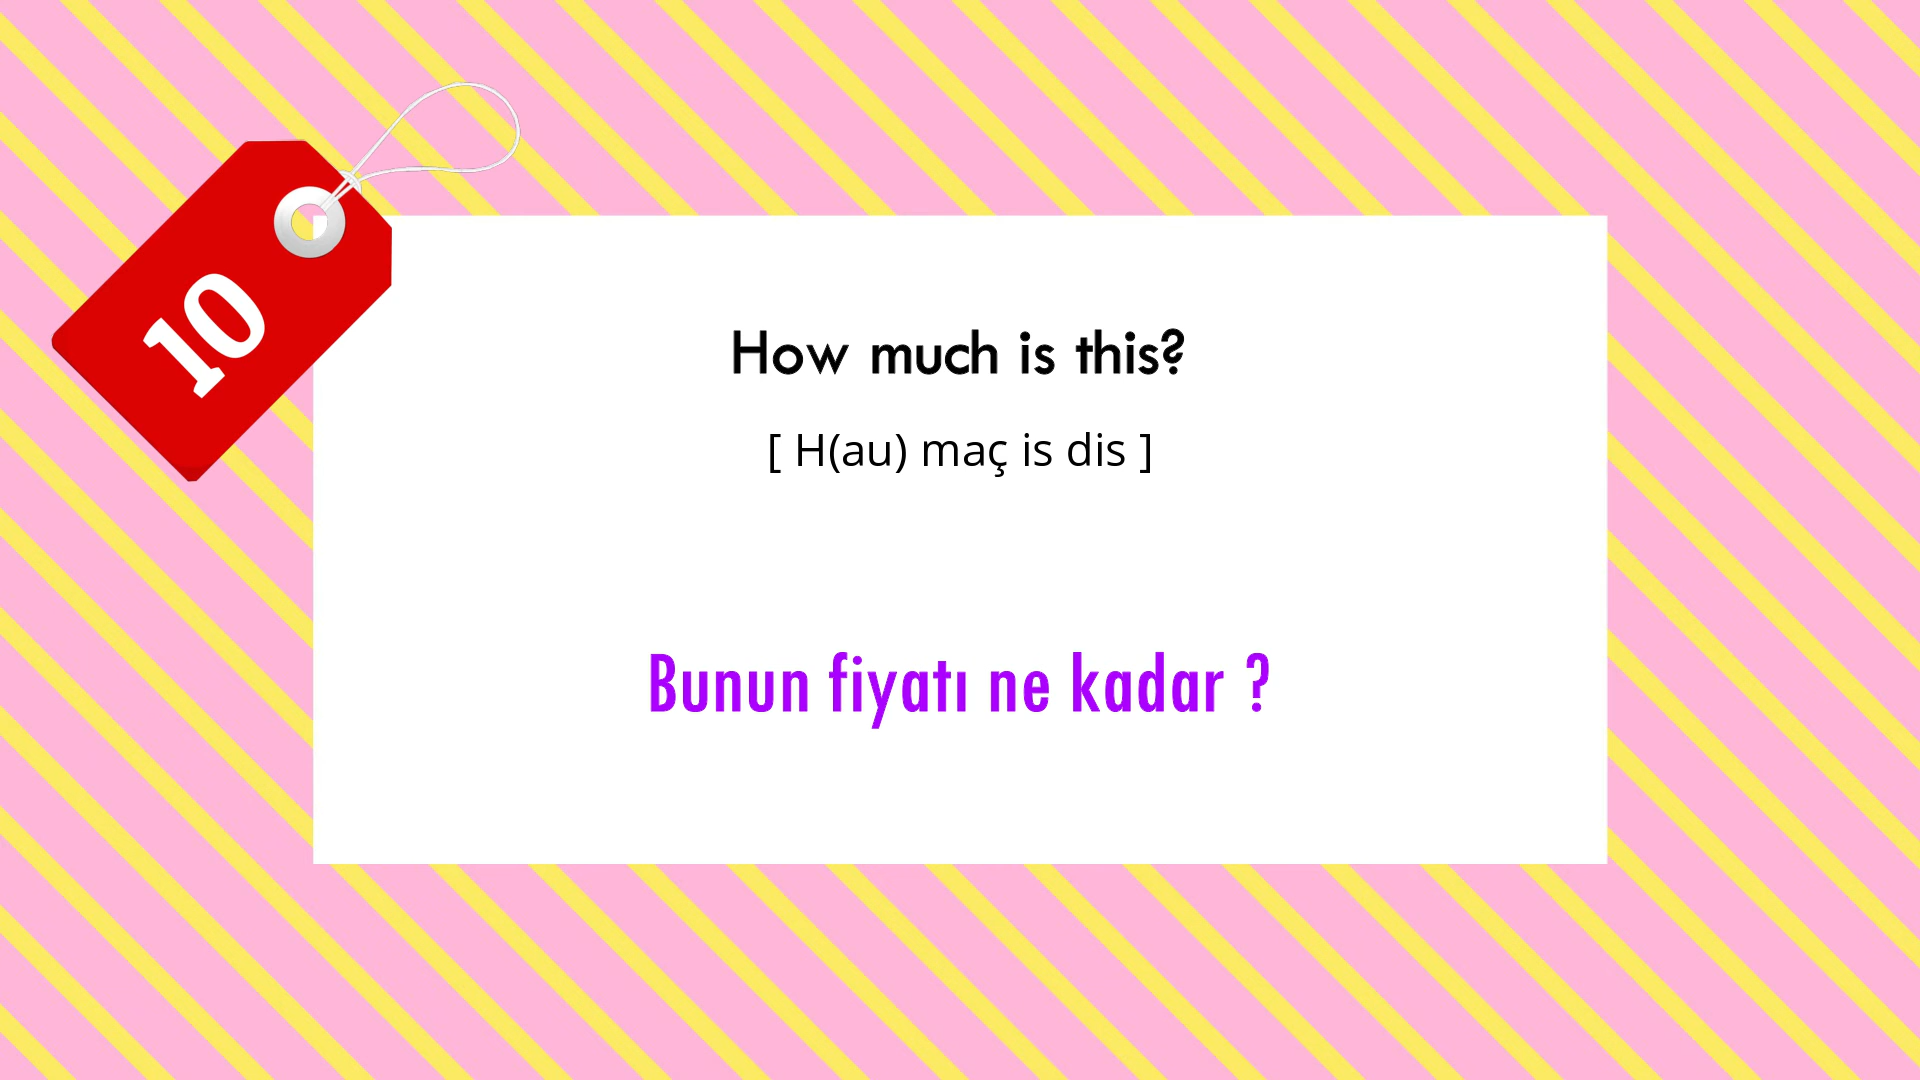 10
How much is this?
[ H(au) maç is dis ]
Bunun fiyatı ne kadar ?